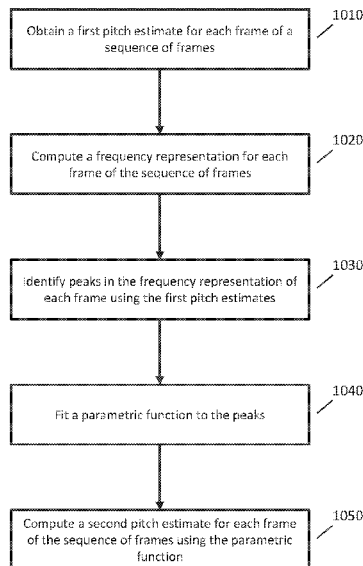 1010
Obtain a first pitch estimate for each frame of a
sequence of frames
1020
Compute a frequency representation for each
frame of the sequence of frames
1030
Identify peaks in the frequency representation of
each frame using the first pitch estimates
1040
Fit a parametric function to the peaks
1050
Compute a second pitch estimate for each frame
of the sequence of frames using the parametric
function